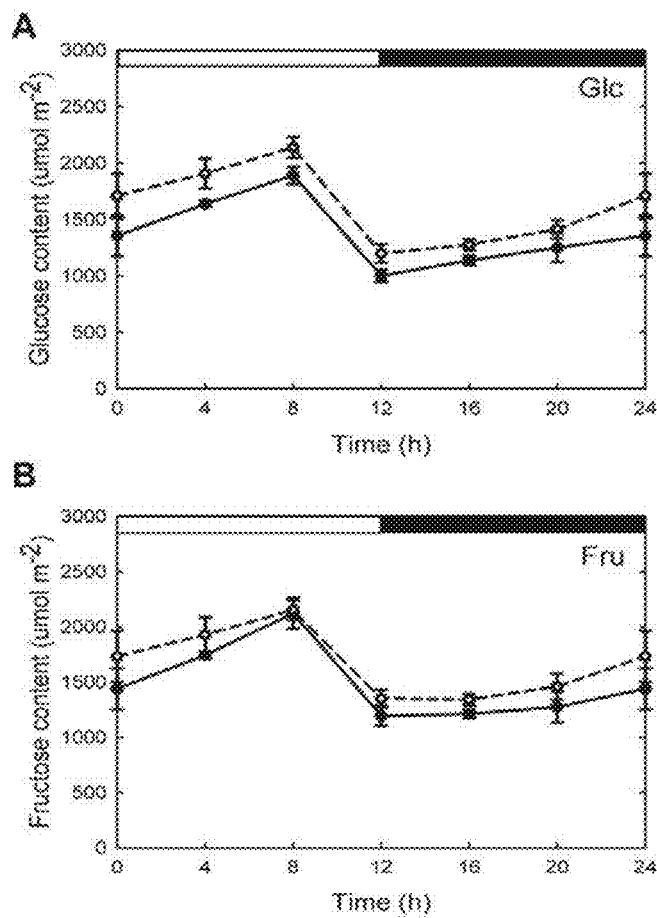 A
3000
Glc
2500
2000
1500
1000
500
0
Glucose content (umol m⁻²)
0 4 8 12 16 20 24
Time (h)
B
3000
Fru
2500
2000
1500
1000
500
0
Fructose content (umol m⁻²)
0 4 8 12 16 20 24
Time (h)